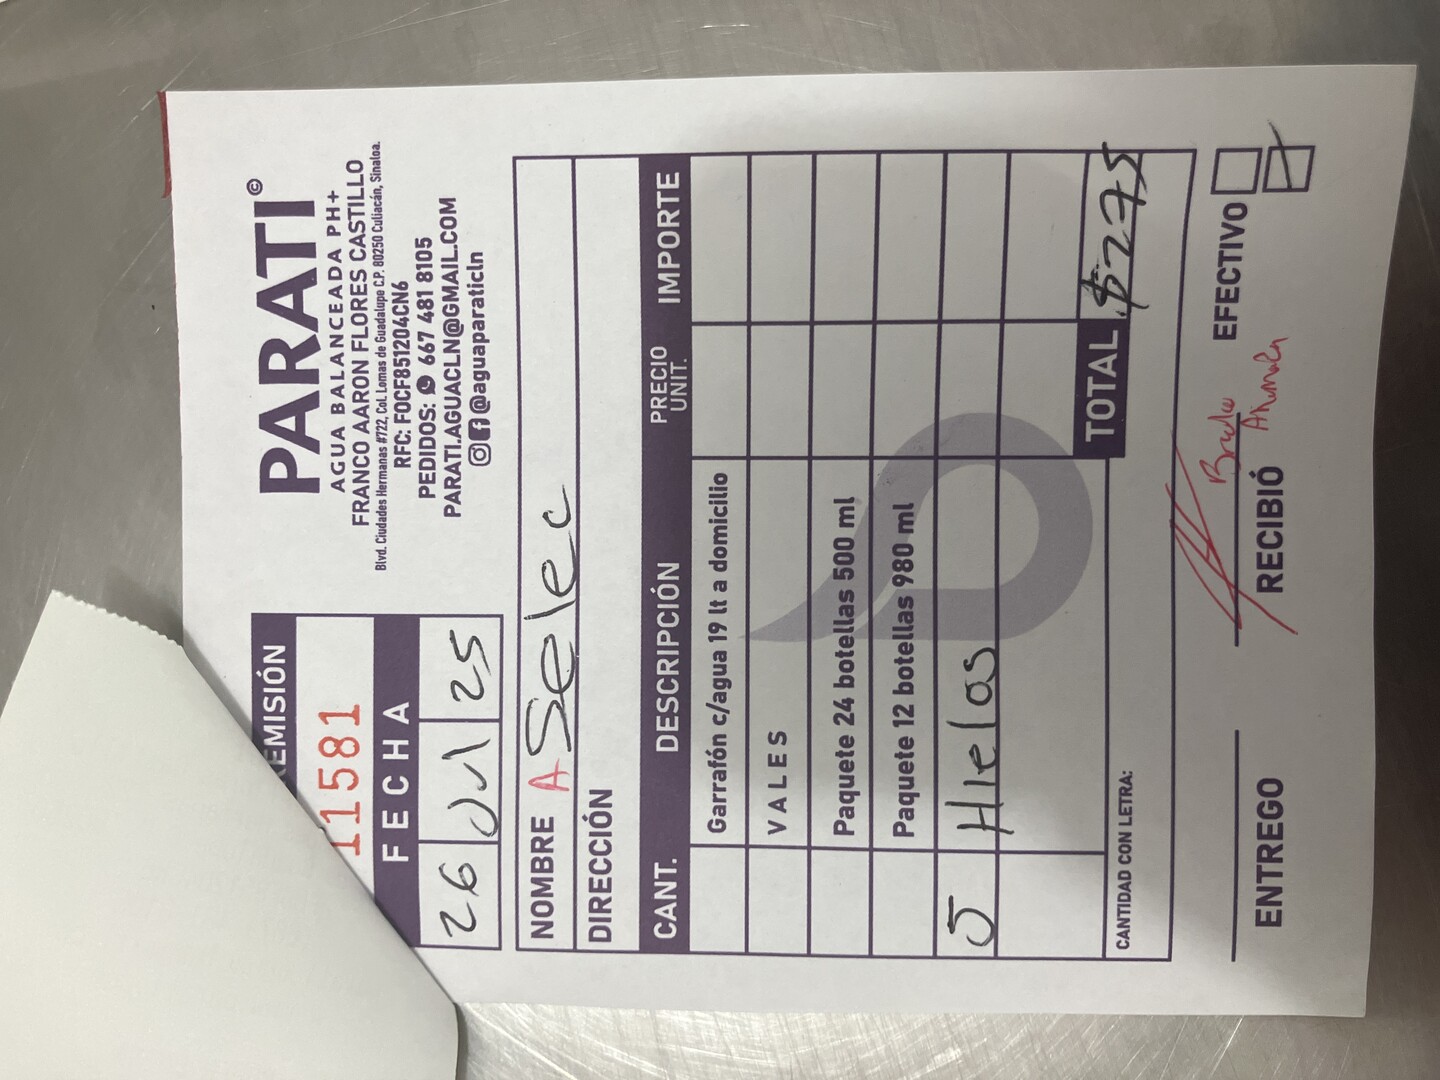 PARATI©
AGUA BALANCEADA PH+
FRANCO AARON FLORES CASTILLO
Blvd. Ciudades Hermanas #722, Col. Lomas de Guadalupe C.P. 80250 Culiacán, Sinaloa.
RFC: FOCF851204CN6
PEDIDOS: 667 481 8105
PARATI.AGUACLN@GMAIL.COM
@aguaparaticln
REMISIÓN
11581
FECHA
26 Jul 25
NOMBRE A Selec
DIRECCIÓN
CANT. DESCRIPCIÓN PRECIO UNIT. IMPORTE
Garrafón c/agua 19 lt a domicilio
VALES
Paquete 24 botellas 500 ml
Paquete 12 botellas 980 ml
5 Hielos
TOTAL $275
CANTIDAD CON LETRA:
ENTREGO
RECIBIÓ
EFECTIVO